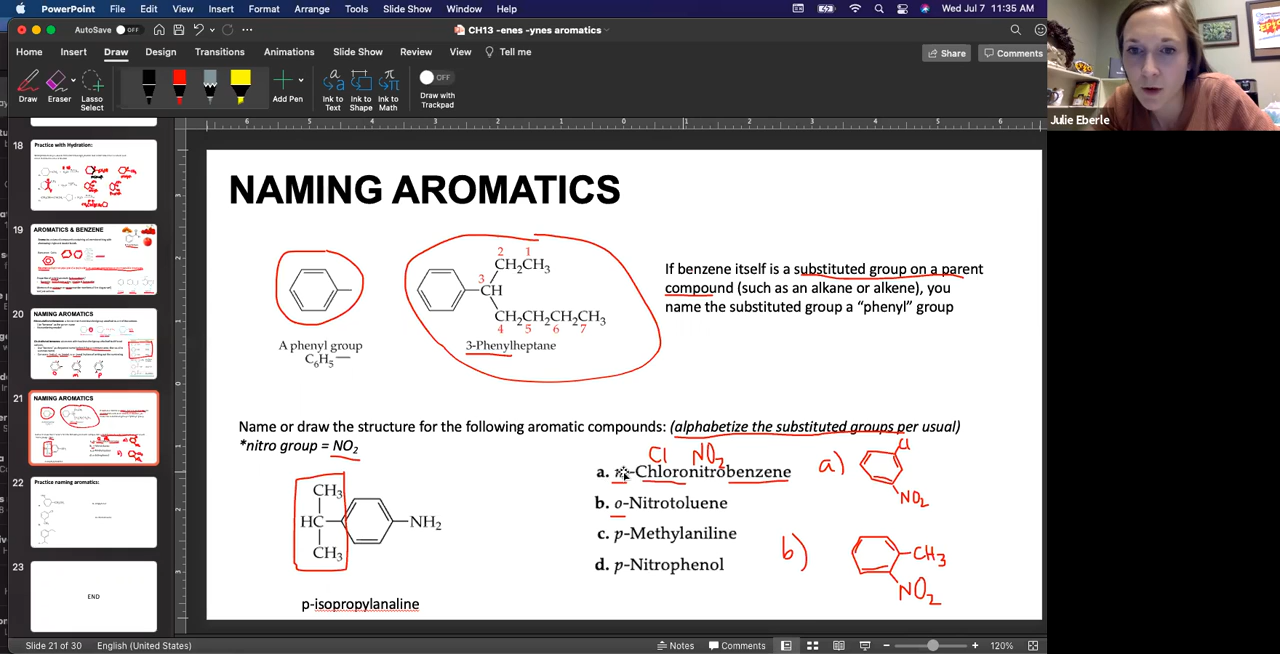 PowerPoint File Edit View Insert Format Arrange Tools Slide Show Window Help Wed Jul 7 11:35 AM
AutoSave OFF CH13 -enes -ynes aromatics
Home Insert Draw Design Transitions Animations Slide Show Review View Tell me Share Comments
Draw Eraser Lasso Select Add Pen Ink to Text Ink to Shape Ink to Math OFF Draw with Trackpad
Julie Eberle
18
Practice with Hydration:
19
AROMATICS & BENZENE
20
NAMING AROMATICS
21
NAMING AROMATICS
22
Practice naming aromatics:
23
END
NAMING AROMATICS
2 1
CH2CH3
3
CH
CH2CH2CH2CH3
4 5 6 7
A phenyl group
C6H5—
3-Phenylheptane
If benzene itself is a substituted group on a parent
compound (such as an alkane or alkene), you
name the substituted group a “phenyl” group
Name or draw the structure for the following aromatic compounds: (alphabetize the substituted groups per usual)
*nitro group = NO2
Cl NO2
a. m-Chloronitrobenzene
b. o-Nitrotoluene
c. p-Methylaniline
d. p-Nitrophenol
CH3
HC
CH3
NH2
p-isopropylanaline
a)
Cl
NO2
b)
CH3
NO2
Slide 21 of 30 English (United States) Notes Comments 120%